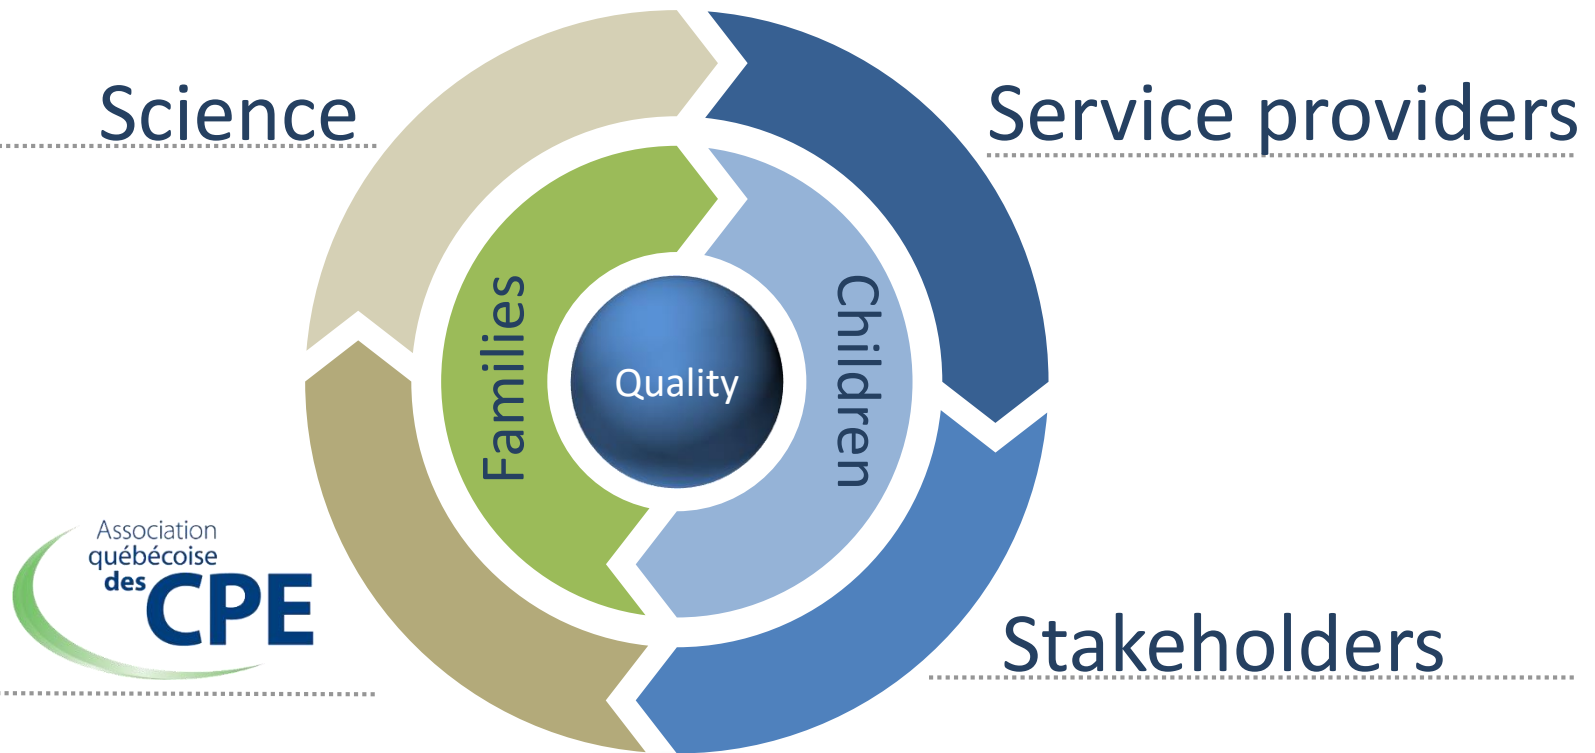 Science
Service providers
Families
Quality
Children
Association
québécoise
des CPE
Stakeholders